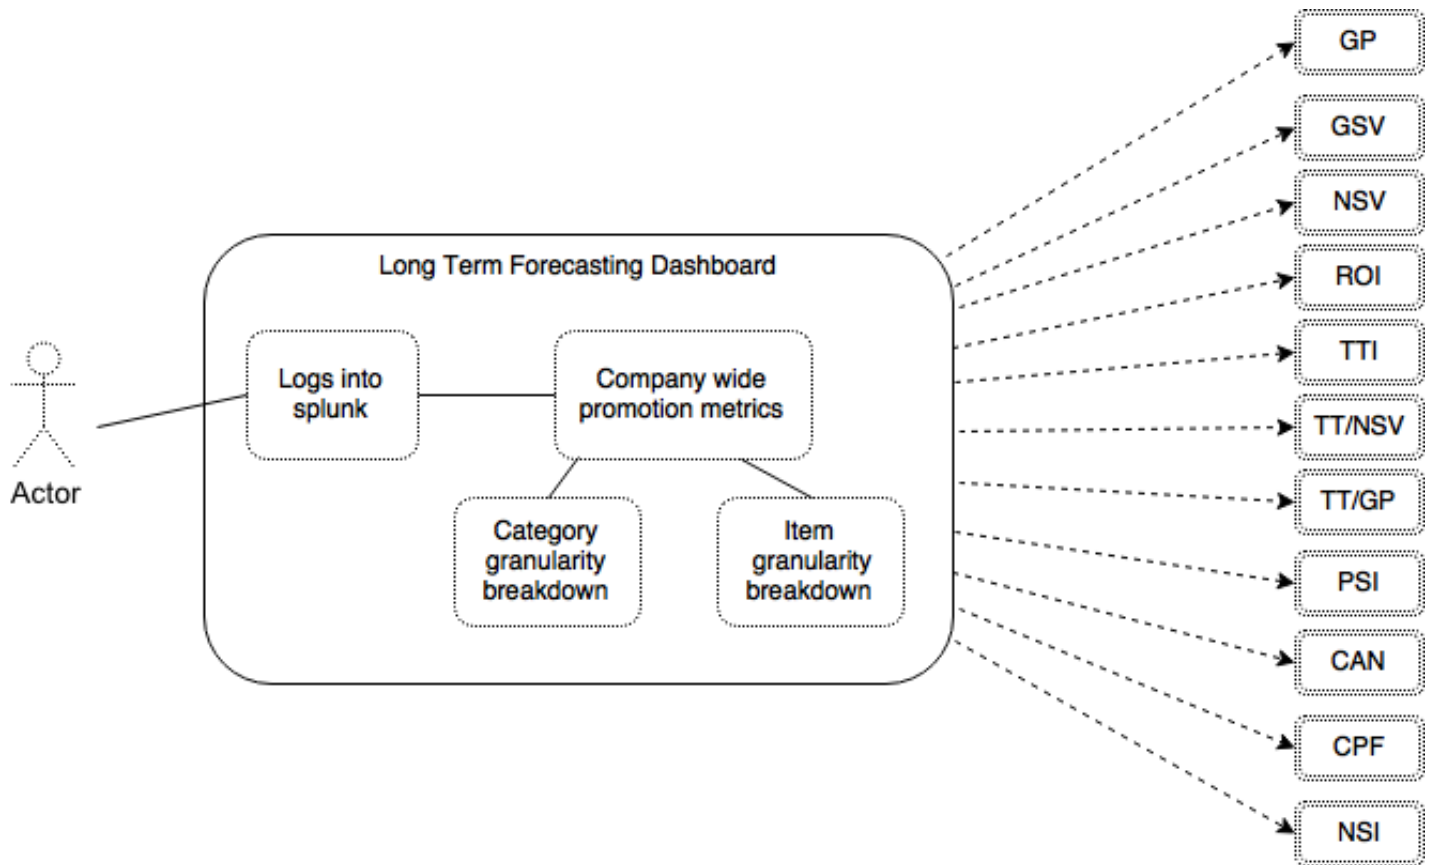 Long Term Forecasting Dashboard
Actor
Logs into
splunk
Company wide
promotion metrics
Category
granularity
breakdown
Item
granularity
breakdown
GP
GSV
NSV
ROI
TTI
TT/NSV
TT/GP
PSI
CAN
CPF
NSI